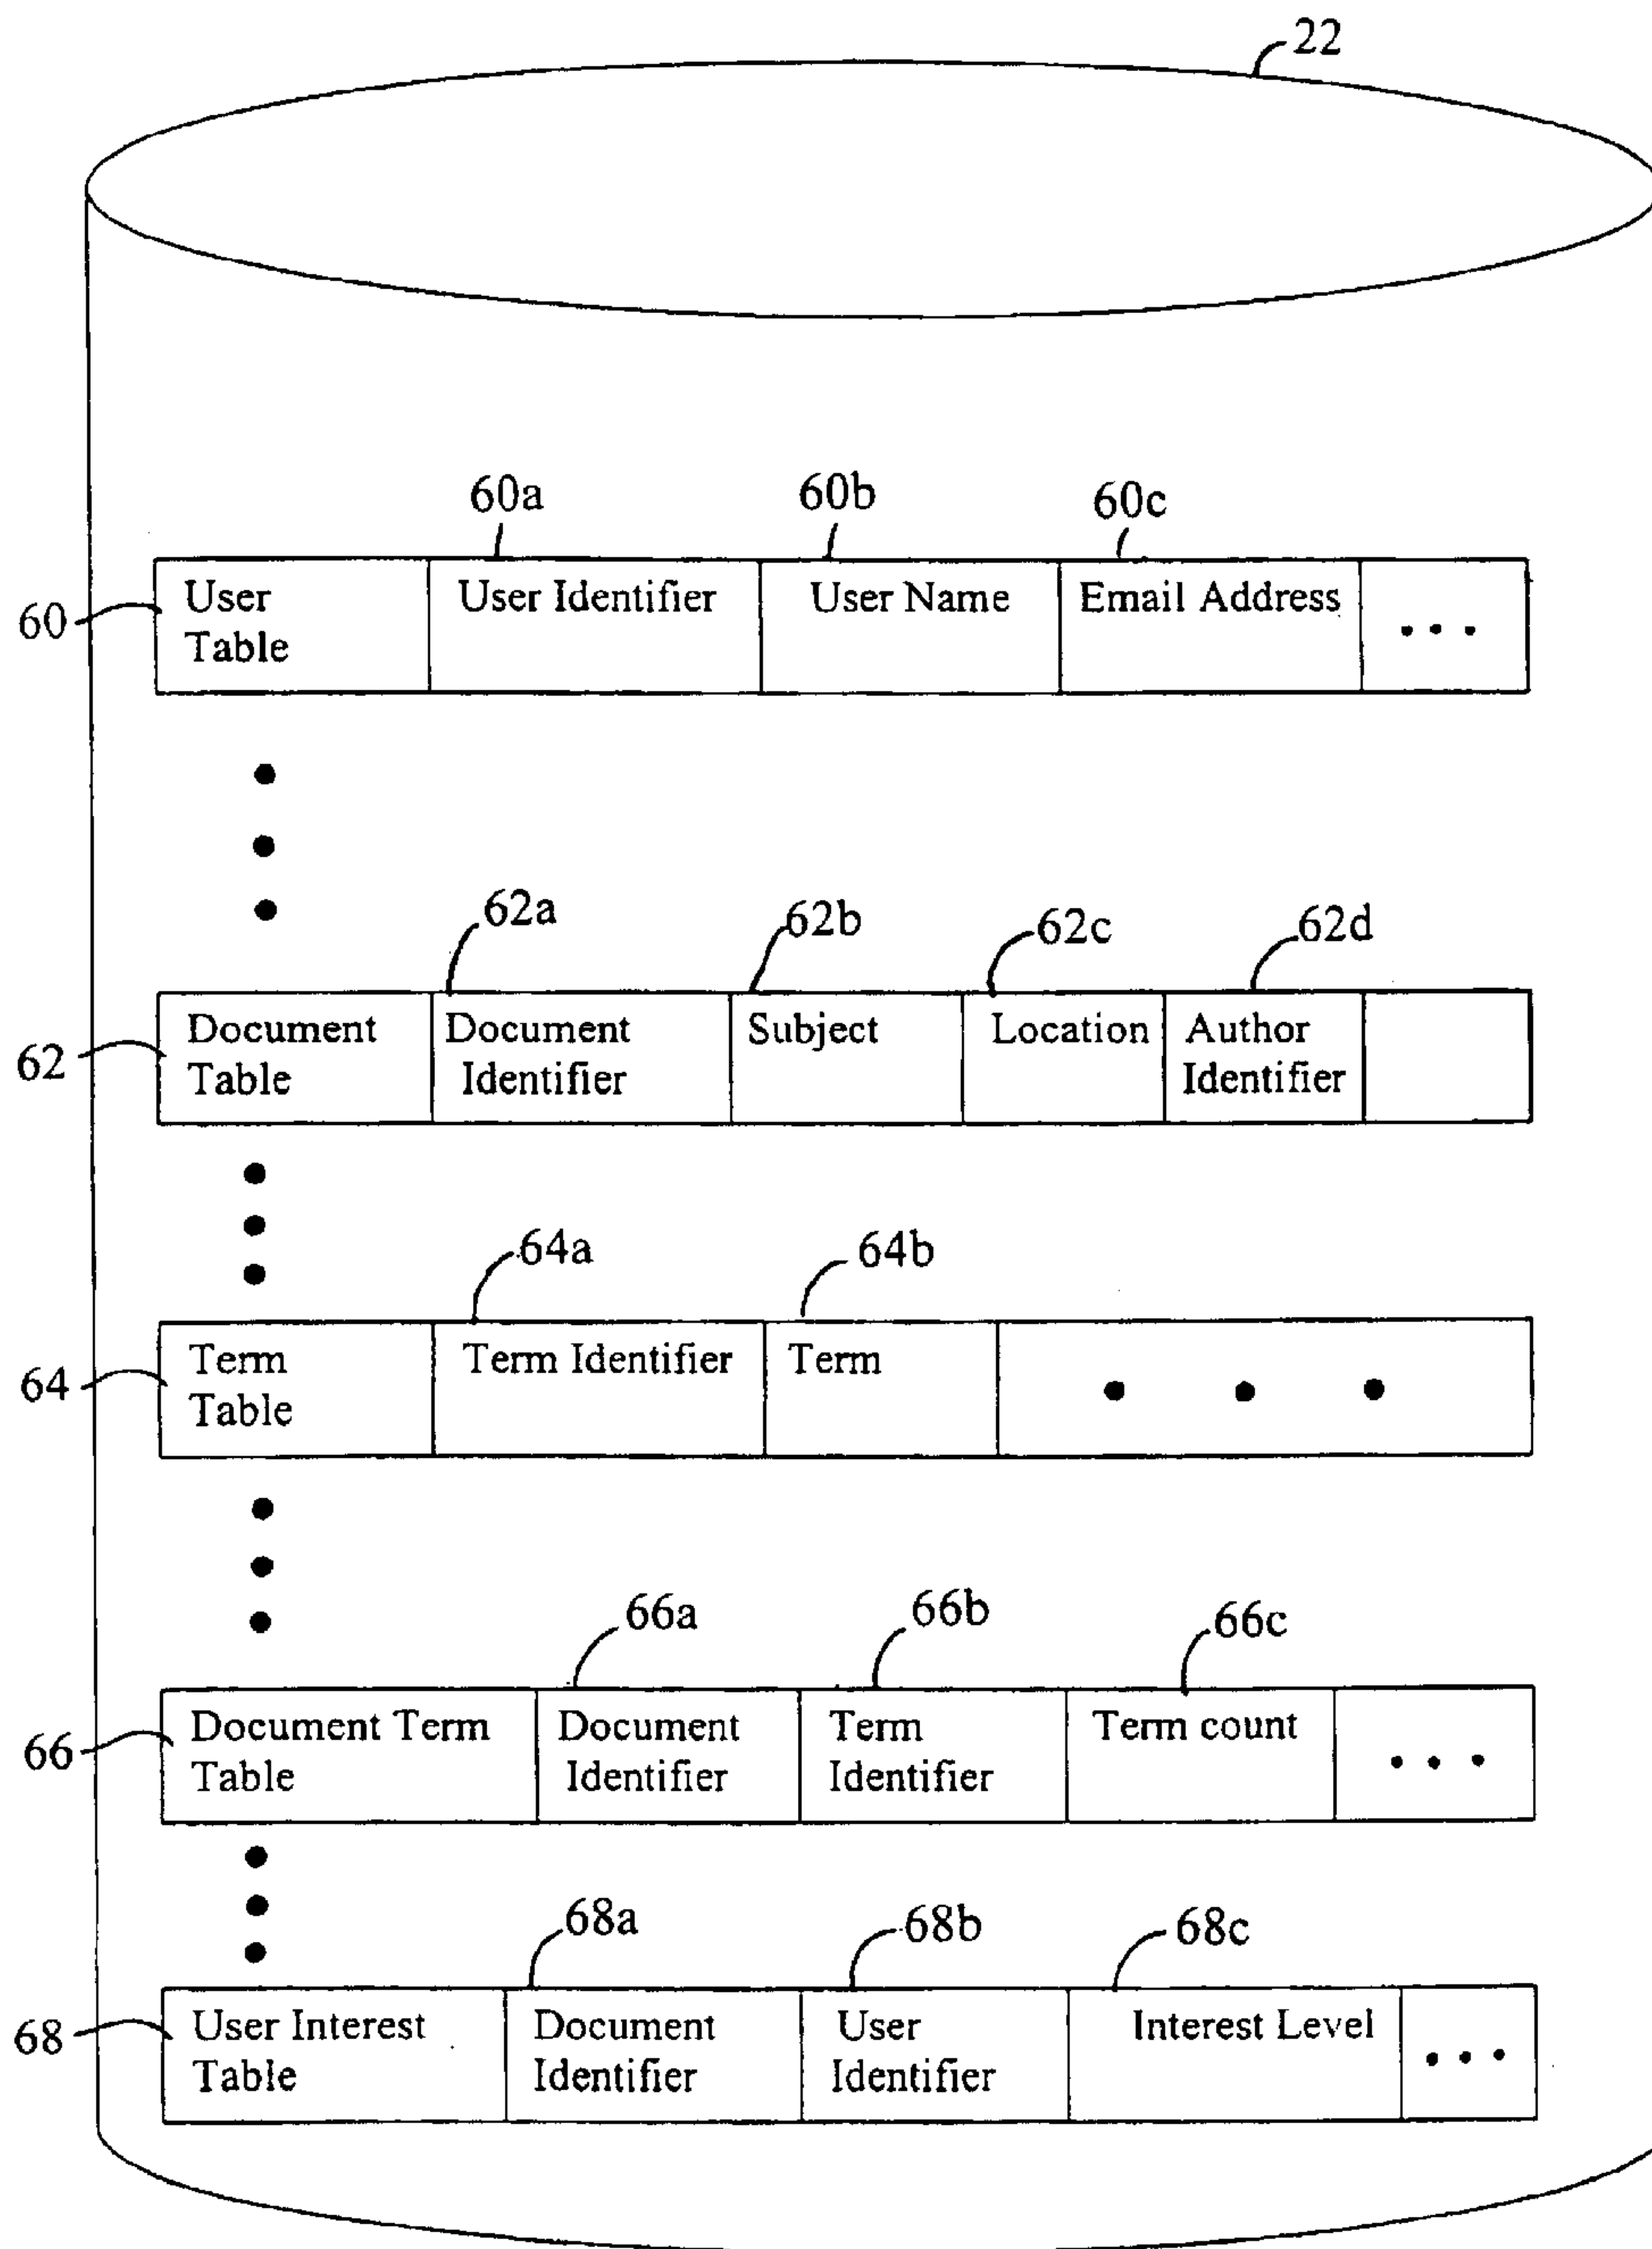 22
60a 60b 60c
60 User Table User Identifier User Name Email Address
62a 62b 62c 62d
62 Document Table Document Identifier Subject Location Author Identifier
64a 64b
64 Term Table Term Identifier Term
66a 66b 66c
66 Document Term Table Document Identifier Term Identifier Term count
68a 68b 68c
68 User Interest Table Document Identifier User Identifier Interest Level